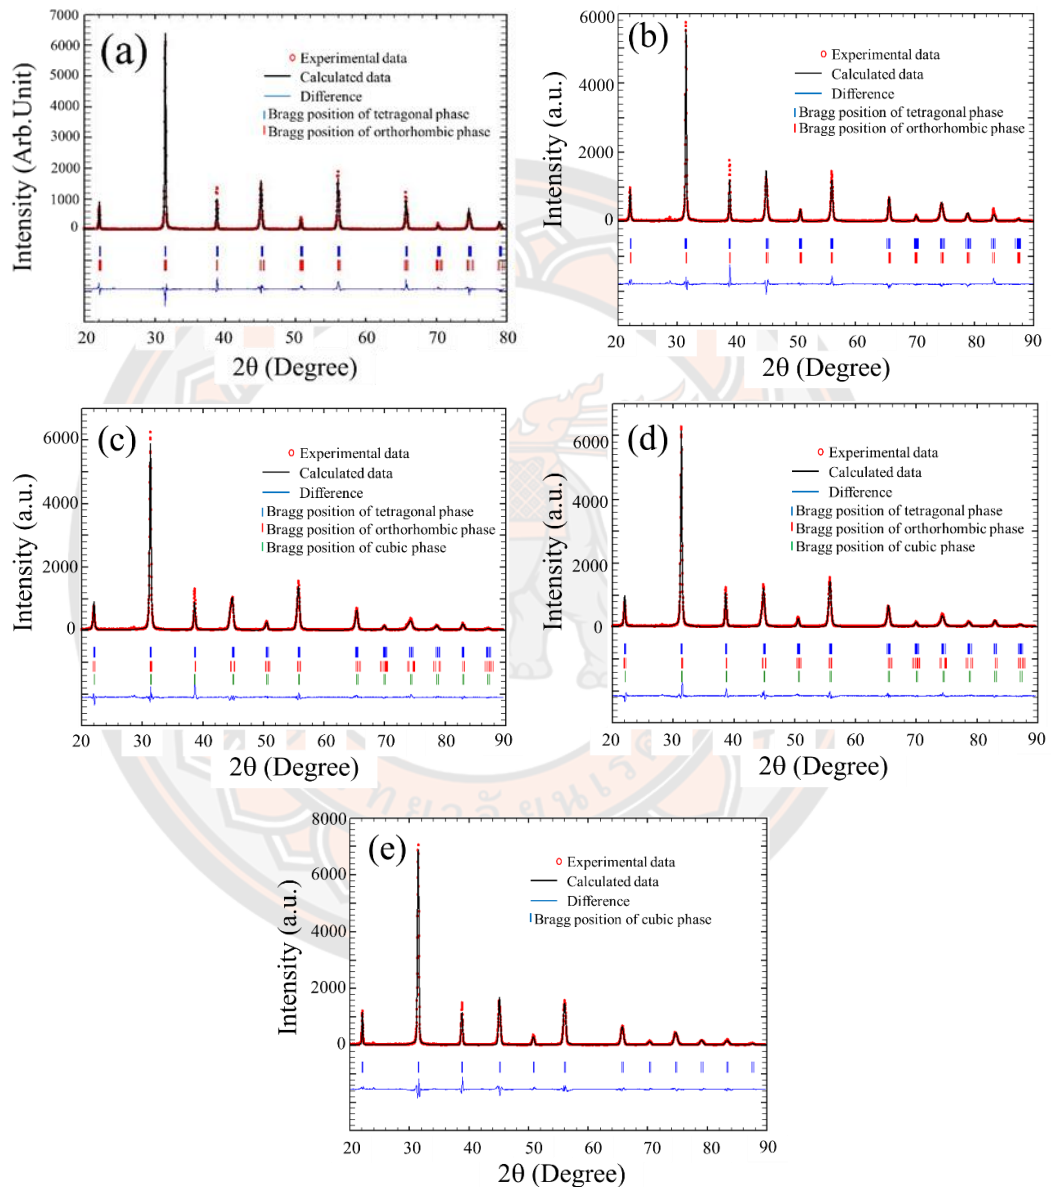 (a)
Experimental data
Calculated data
Difference
Bragg position of tetragonal phase
Bragg position of orthorhombic phase
Intensity (Arb.Unit)
7000
6000
5000
4000
3000
2000
1000
0
20 30 40 50 60 70 80
2θ (Degree)
(b)
Experimental data
Calculated data
Difference
Bragg position of tetragonal phase
Bragg position of orthorhombic phase
Intensity (a.u.)
6000
4000
2000
0
20 30 40 50 60 70 80 90
2θ (Degree)
(c)
Experimental data
Calculated data
Difference
Bragg position of tetragonal phase
Bragg position of orthorhombic phase
Bragg position of cubic phase
Intensity (a.u.)
6000
4000
2000
0
20 30 40 50 60 70 80 90
2θ (Degree)
(d)
Experimental data
Calculated data
Difference
Bragg position of tetragonal phase
Bragg position of orthorhombic phase
Bragg position of cubic phase
Intensity (a.u.)
6000
4000
2000
0
20 30 40 50 60 70 80 90
2θ (Degree)
(e)
Experimental data
Calculated data
Difference
Bragg position of cubic phase
Intensity (a.u.)
8000
6000
4000
2000
0
20 30 40 50 60 70 80 90
2θ (Degree)